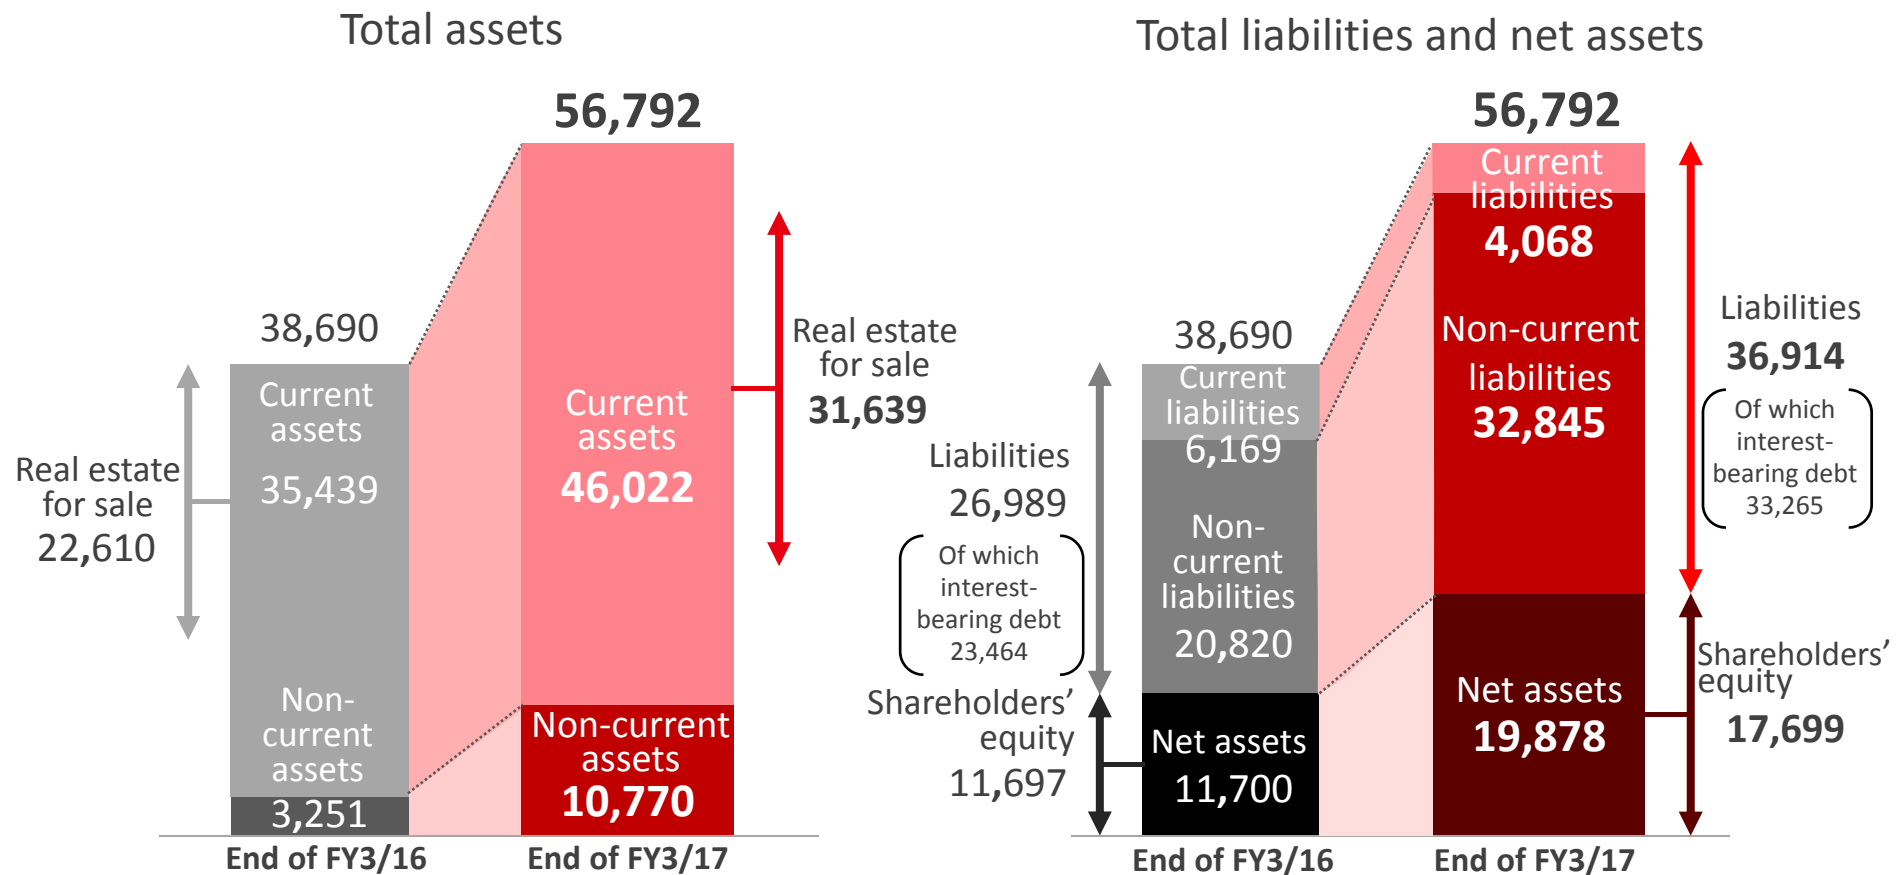 Total assets
56,792
38,690
Current
assets
35,439
Real estate
for sale
22,610
Non-
current
assets
3,251
Current
assets
46,022
Real estate
for sale
31,639
Non-current
assets
10,770
End of FY3/16
End of FY3/17
Total liabilities and net assets
56,792
38,690
Current
liabilities
6,169
Non-
current
liabilities
20,820
Liabilities
26,989
Of which
interest-
bearing debt
23,464
Shareholders’
equity
11,697
Net assets
11,700
Current
liabilities
4,068
Non-current
liabilities
32,845
Liabilities
36,914
Of which
interest-
bearing debt
33,265
Net assets
19,878
Shareholders’
equity
17,699
End of FY3/16
End of FY3/17